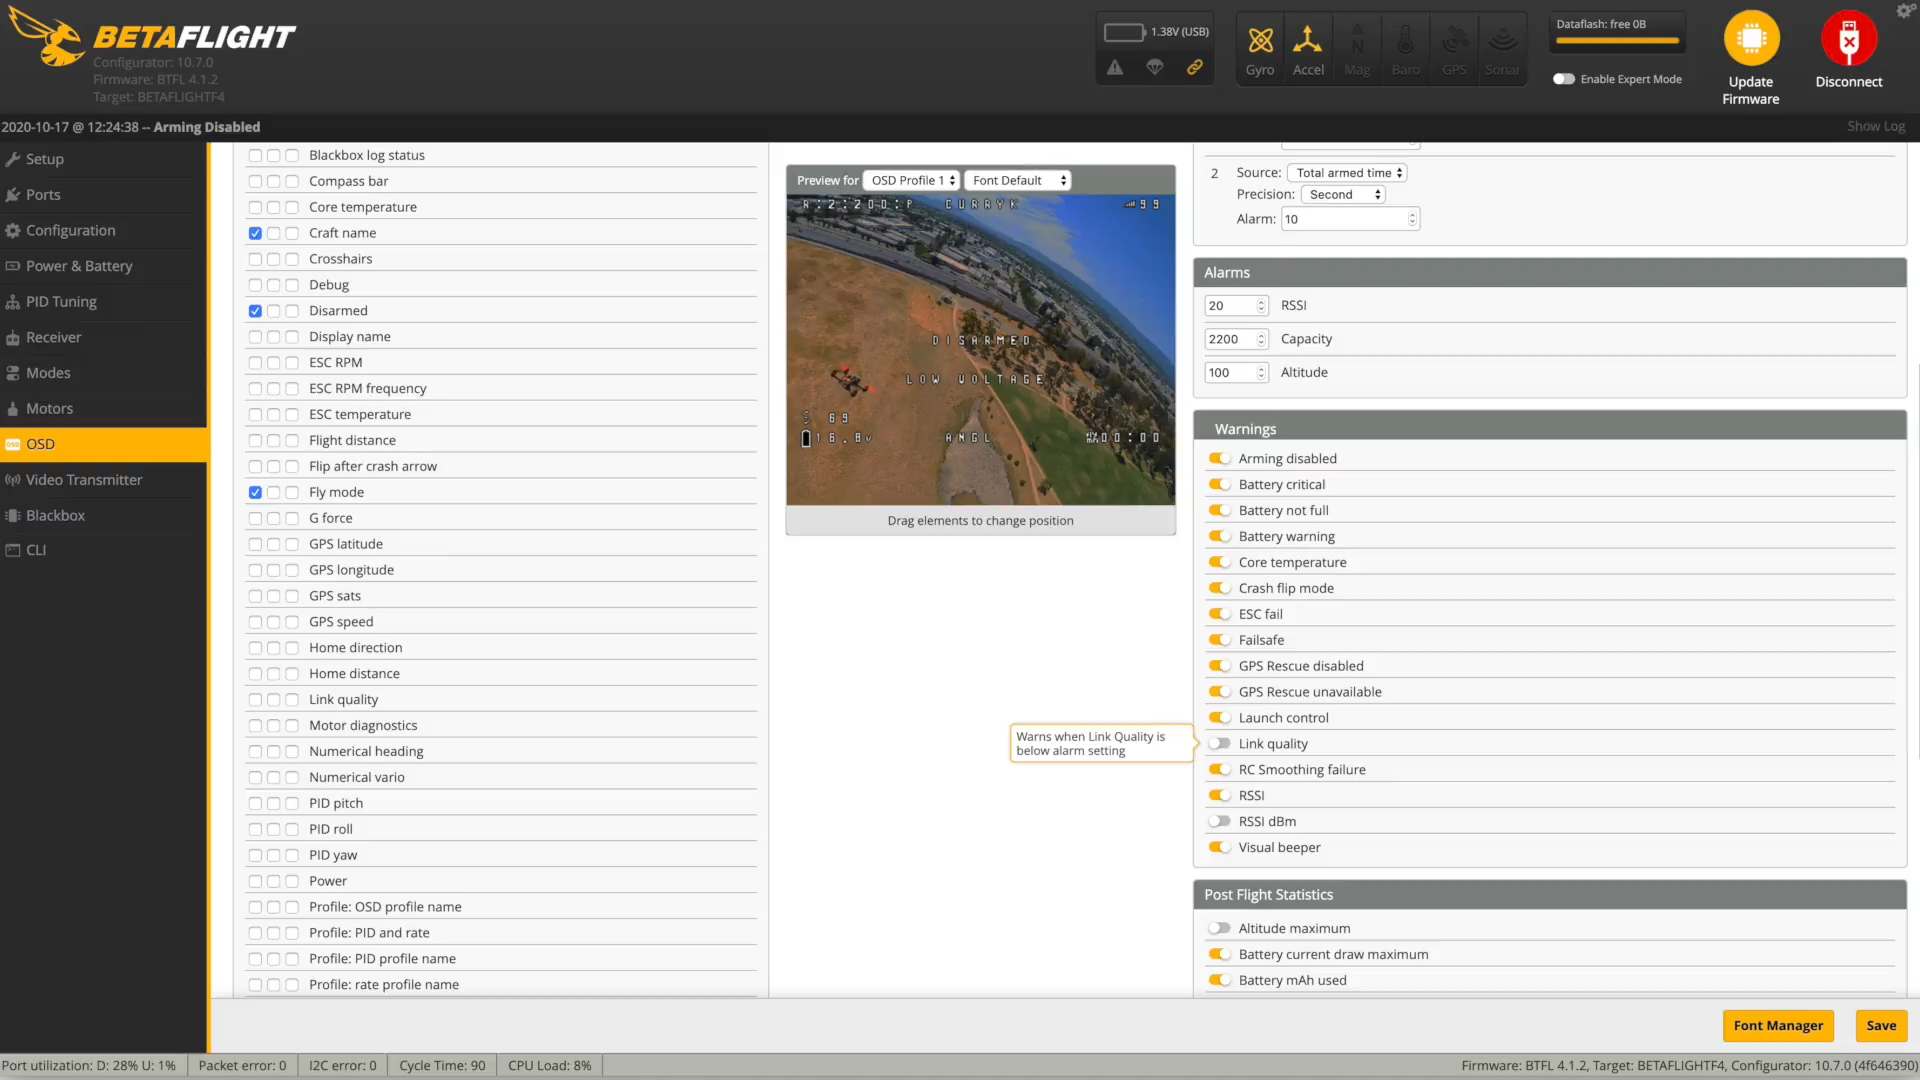 BETAFLIGHT
Configurator: 10.7.0
Firmware: BTFL 4.1.2
Target: BETAFLIGHTF4
1.38V (USB)
Gyro
Accel
Mag
Baro
GPS
Sonar
Dataflash: free 0B
Enable Expert Mode
Update
Firmware
Disconnect
2020-10-17 @ 12:24:38 -- Arming Disabled
Show Log
Setup
Ports
Configuration
Power & Battery
PID Tuning
Receiver
Modes
Motors
OSD
Video Transmitter
Blackbox
CLI
Blackbox log status
Compass bar
Core temperature
Craft name
Crosshairs
Debug
Disarmed
Display name
ESC RPM
ESC RPM frequency
ESC temperature
Flight distance
Flip after crash arrow
Fly mode
G force
GPS latitude
GPS longitude
GPS sats
GPS speed
Home direction
Home distance
Link quality
Motor diagnostics
Numerical heading
Numerical vario
PID pitch
PID roll
PID yaw
Power
Profile: OSD profile name
Profile: PID and rate
Profile: PID profile name
Profile: rate profile name
Preview for OSD Profile 1 Font Default
R:2:200:P CURRYK 99
DISARMED
LOW VOLTAGE
69
16.8v ANGL 00:00
Drag elements to change position
2 Source: Total armed time
Precision: Second
Alarm: 10
Alarms
20 RSSI
2200 Capacity
100 Altitude
Warnings
Arming disabled
Battery critical
Battery not full
Battery warning
Core temperature
Crash flip mode
ESC fail
Failsafe
GPS Rescue disabled
GPS Rescue unavailable
Launch control
Warns when Link Quality is
below alarm setting
Link quality
RC Smoothing failure
RSSI
RSSI dBm
Visual beeper
Post Flight Statistics
Altitude maximum
Battery current draw maximum
Battery mAh used
Font Manager
Save
Port utilization: D: 28% U: 1%
Packet error: 0
I2C error: 0
Cycle Time: 90
CPU Load: 8%
Firmware: BTFL 4.1.2, Target: BETAFLIGHTF4, Configurator: 10.7.0 (4f646390)